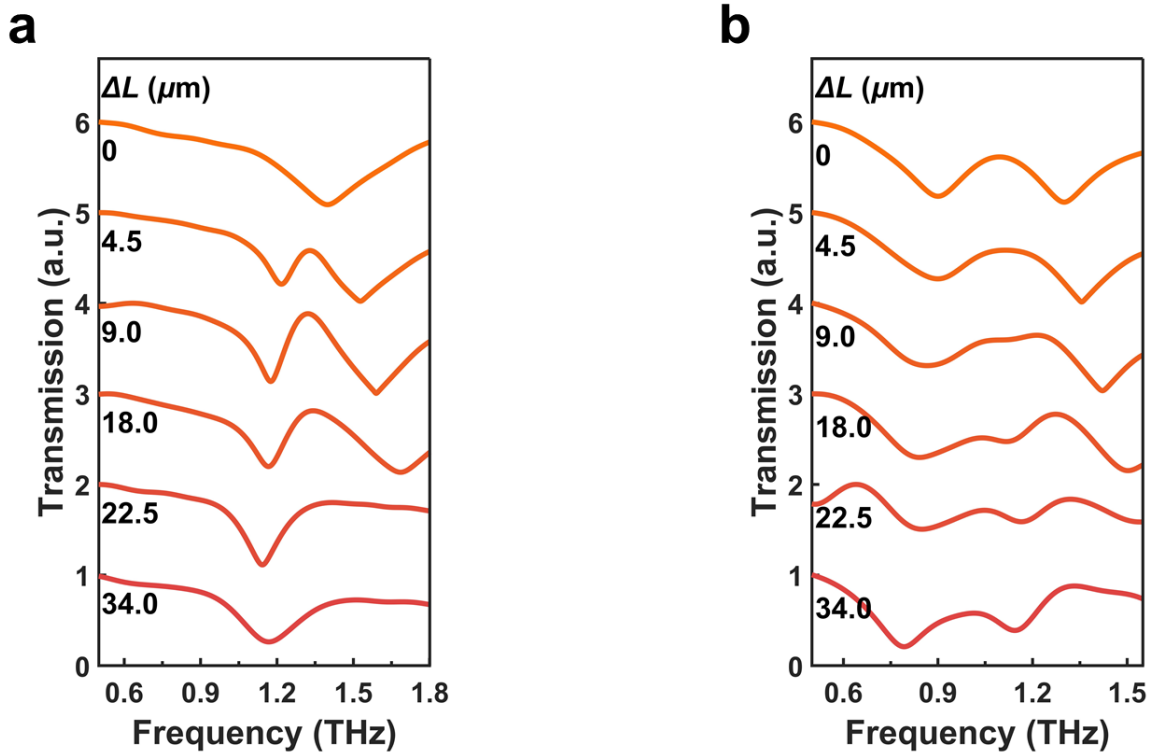 a
ΔL (μm)
6
0
5
4.5
4
9.0
3
18.0
2
22.5
1
34.0
0
0.6 0.9 1.2 1.5 1.8
Frequency (THz)
Transmission (a.u.)
b
ΔL (μm)
6
0
5
4.5
4
9.0
3
18.0
2
22.5
1
34.0
0
0.6 0.9 1.2 1.5
Frequency (THz)
Transmission (a.u.)